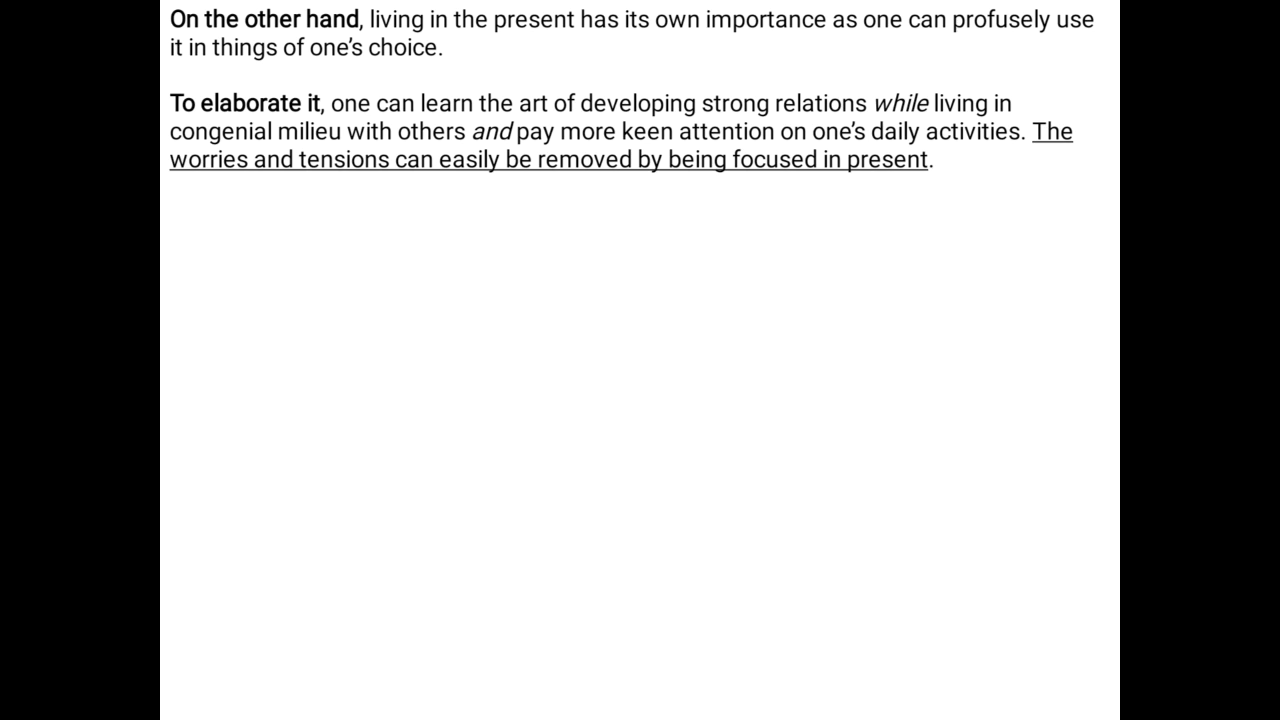 On the other hand, living in the present has its own importance as one can profusely use
it in things of one’s choice.
To elaborate it, one can learn the art of developing strong relations while living in
congenial milieu with others and pay more keen attention on one’s daily activities. The
worries and tensions can easily be removed by being focused in present.